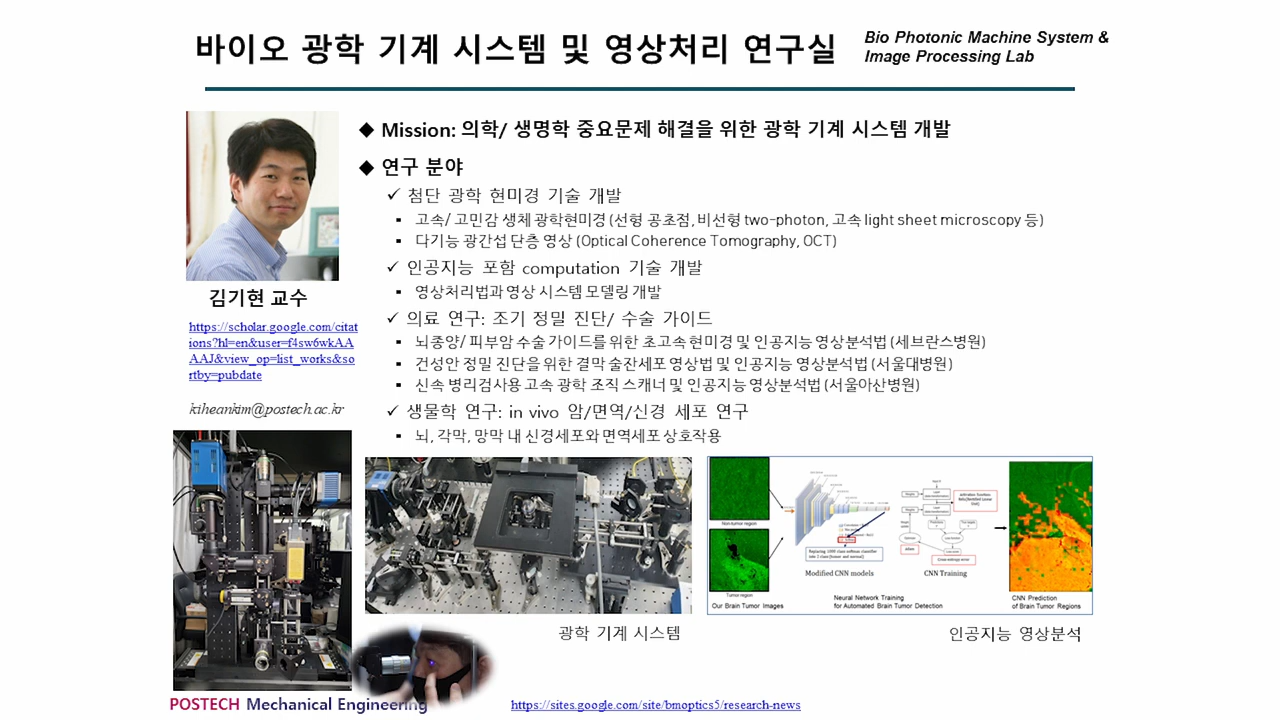 바이오 광학 기계 시스템 및 영상처리 연구실
Bio Photonic Machine System &
Image Processing Lab
◆ Mission: 의학/ 생명학 중요문제 해결을 위한 광학 기계 시스템 개발
◆ 연구 분야
✓ 첨단 광학 현미경 기술 개발
▪ 고속/ 고민감 생체 광학현미경 (선형 공초점, 비선형 two-photon, 고속 light sheet microscopy 등)
▪ 다기능 광간섭 단층 영상 (Optical Coherence Tomography, OCT)
✓ 인공지능 포함 computation 기술 개발
▪ 영상처리법과 영상 시스템 모델링 개발
✓ 의료 연구: 조기 정밀 진단/ 수술 가이드
▪ 뇌종양/ 피부암 수술 가이드를 위한 초고속 현미경 및 인공지능 영상분석법 (세브란스병원)
▪ 건성안 정밀 진단을 위한 결막 술잔세포 영상법 및 인공지능 영상분석법 (서울대병원)
▪ 신속 병리검사용 고속 광학 조직 스캐너 및 인공지능 영상분석법 (서울아산병원)
✓ 생물학 연구: in vivo 암/면역/신경 세포 연구
▪ 뇌, 각막, 망막 내 신경세포와 면역세포 상호작용
김기현 교수
https://scholar.google.com/citat
ions?hl=en&user=f4sw6wkAA
AAJ&view_op=list_works&so
rtby=pubdate
kiheankim@postech.ac.kr
Non-tumor region
Tumor region
Our Brain Tumor Images
Replacing 1000 class softmax classifier
into 2 class (tumor and normal)
Modified CNN models
CNN Training
Neural Network Training
for Automated Brain Tumor Detection
CNN Prediction
of Brain Tumor Regions
광학 기계 시스템
인공지능 영상분석
POSTECH Mechanical Engineering
https://sites.google.com/site/bmoptics5/research-news